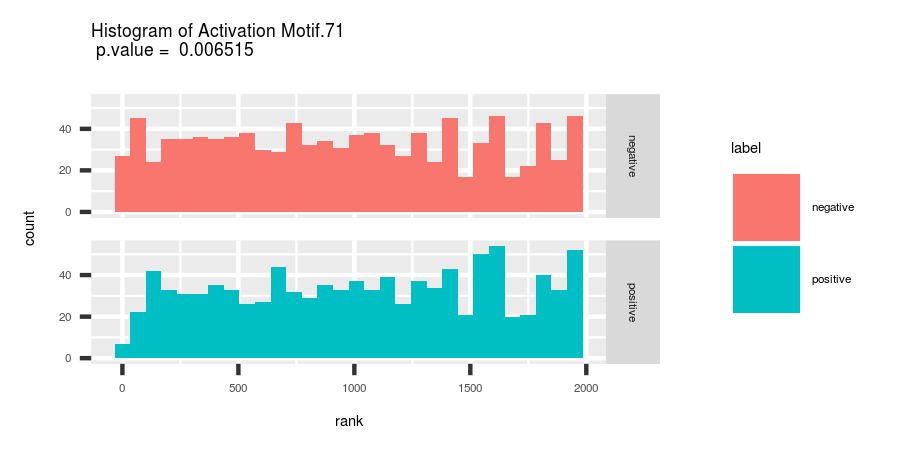 Histogram of Activation Motif.71
p.value = 0.006515
count
40
20
0
negative
40
20
0
positive
0 500 1000 1500 2000
rank
label
negative
positive